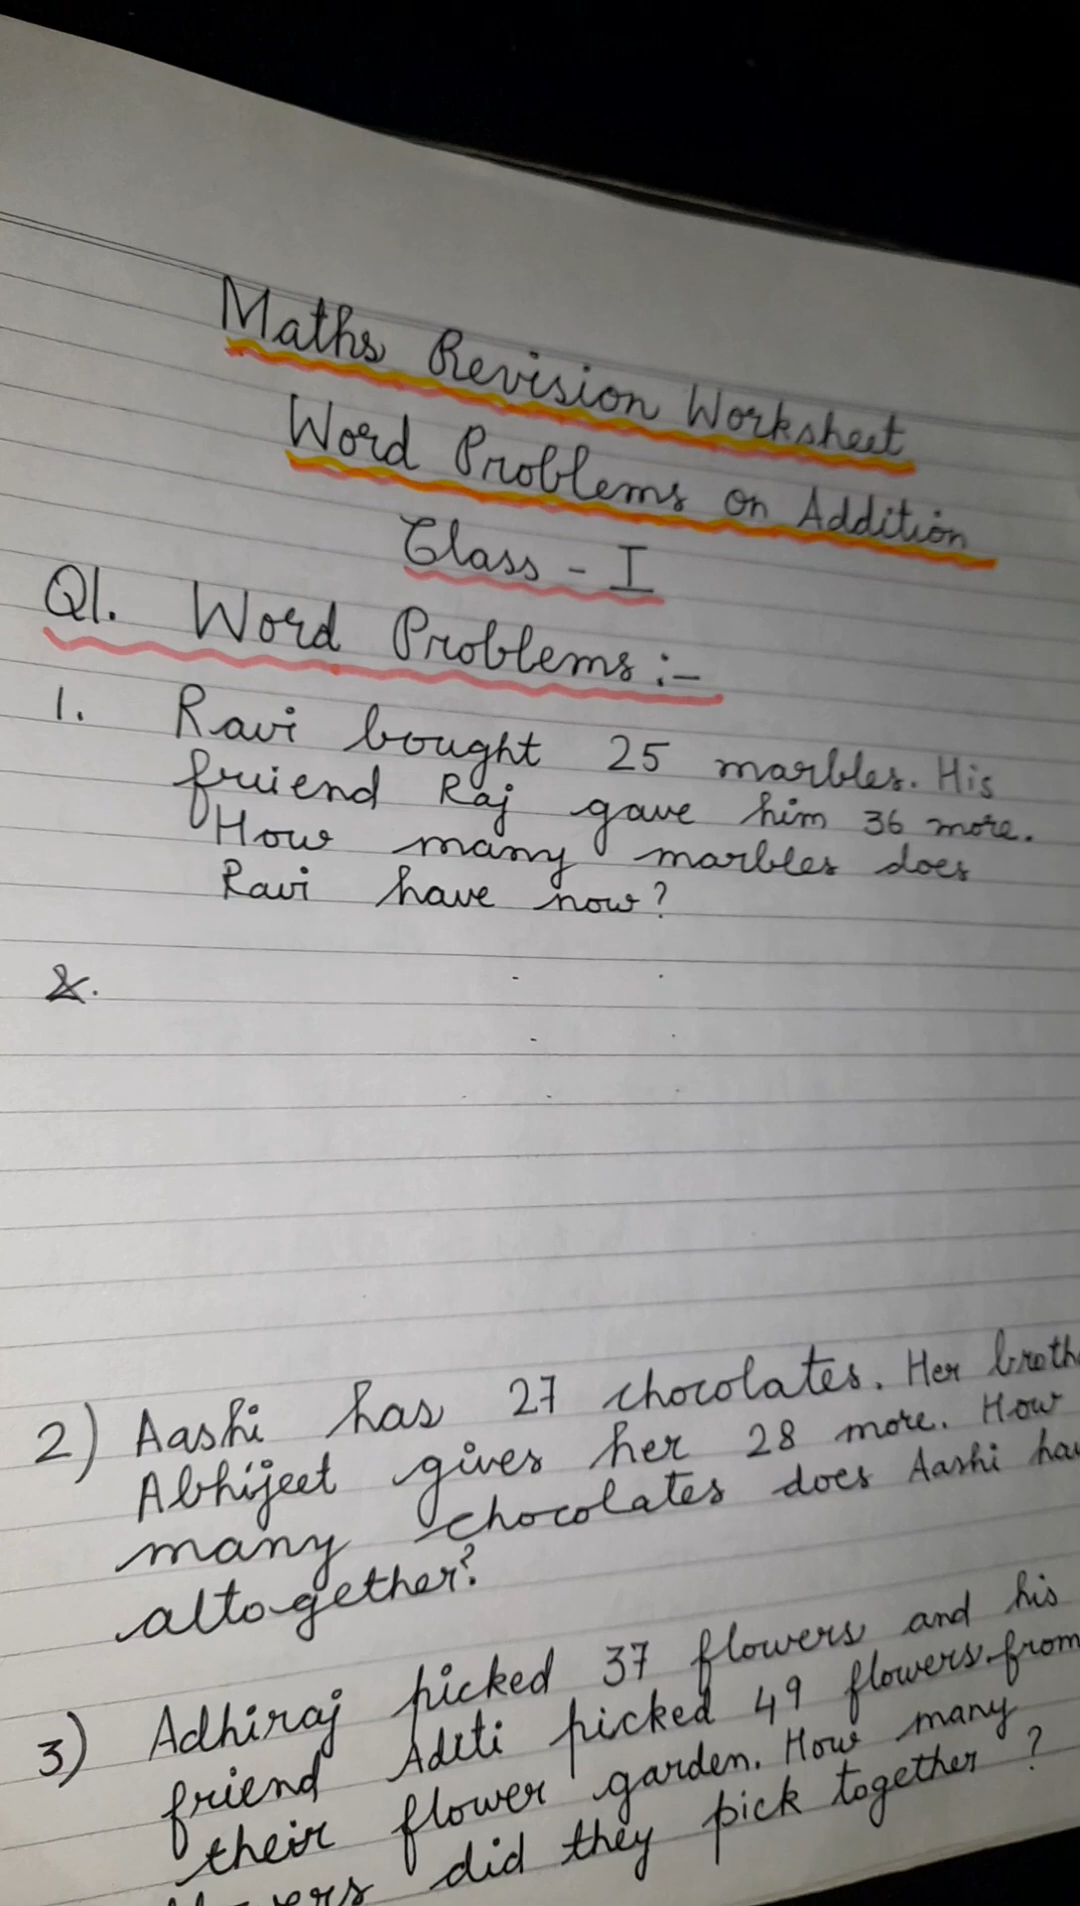 Maths Revision Worksheet
Word Problems on Addition
Class - I
Q1. Word Problems :-
1. Ravi bought 25 marbles. His
friend Raj gave him 36 more.
How many marbles does
Ravi have now?
2) Aashi has 27 chocolates. Her
Abhijeet gives her 28 more. How
many chocolates does Aashi
altogether?
3) Adhiraj picked 37 flowers and his
friend Aditi picked 49 flowers from
their flower garden. How many
did they pick together ?